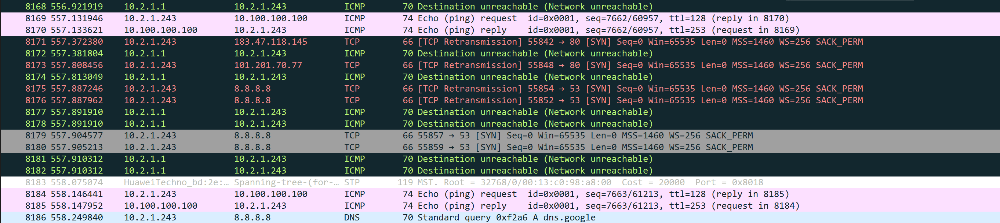 8168 556.921919 10.2.1.1 10.2.1.243 ICMP 70 Destination unreachable (Network unreachable)
8169 557.131946 10.2.1.243 10.100.100.100 ICMP 74 Echo (ping) request id=0x0001, seq=7662/60957, ttl=128 (reply in 8170)
8170 557.133621 10.100.100.100 10.2.1.243 ICMP 74 Echo (ping) reply id=0x0001, seq=7662/60957, ttl=253 (request in 8169)
8171 557.372380 10.2.1.243 183.47.118.145 TCP 66 [TCP Retransmission] 55842 → 80 [SYN] Seq=0 Win=65535 Len=0 MSS=1460 WS=256 SACK_PERM
8172 557.381804 10.2.1.1 10.2.1.243 ICMP 70 Destination unreachable (Network unreachable)
8173 557.808456 10.2.1.243 101.201.70.77 TCP 66 [TCP Retransmission] 55848 → 80 [SYN] Seq=0 Win=65535 Len=0 MSS=1460 WS=256 SACK_PERM
8174 557.813049 10.2.1.1 10.2.1.243 ICMP 70 Destination unreachable (Network unreachable)
8175 557.887246 10.2.1.243 8.8.8.8 TCP 66 [TCP Retransmission] 55854 → 53 [SYN] Seq=0 Win=65535 Len=0 MSS=1460 WS=256 SACK_PERM
8176 557.887962 10.2.1.243 8.8.8.8 TCP 66 [TCP Retransmission] 55852 → 53 [SYN] Seq=0 Win=65535 Len=0 MSS=1460 WS=256 SACK_PERM
8177 557.891910 10.2.1.1 10.2.1.243 ICMP 70 Destination unreachable (Network unreachable)
8178 557.891910 10.2.1.1 10.2.1.243 ICMP 70 Destination unreachable (Network unreachable)
8179 557.904577 10.2.1.243 8.8.8.8 TCP 66 55857 → 53 [SYN] Seq=0 Win=65535 Len=0 MSS=1460 WS=256 SACK_PERM
8180 557.905213 10.2.1.243 8.8.8.8 TCP 66 55859 → 53 [SYN] Seq=0 Win=65535 Len=0 MSS=1460 WS=256 SACK_PERM
8181 557.910312 10.2.1.1 10.2.1.243 ICMP 70 Destination unreachable (Network unreachable)
8182 557.910312 10.2.1.1 10.2.1.243 ICMP 70 Destination unreachable (Network unreachable)
8183 558.075074 HuaweiTechno_bd:2e:… Spanning-tree-(for-… STP 119 MST. Root = 32768/0/00:13:c0:98:a8:00 Cost = 20000 Port = 0x8018
8184 558.146441 10.2.1.243 10.100.100.100 ICMP 74 Echo (ping) request id=0x0001, seq=7663/61213, ttl=128 (reply in 8185)
8185 558.147952 10.100.100.100 10.2.1.243 ICMP 74 Echo (ping) reply id=0x0001, seq=7663/61213, ttl=253 (request in 8184)
8186 558.249840 10.2.1.243 8.8.8.8 DNS 70 Standard query 0xf2a6 A dns.google